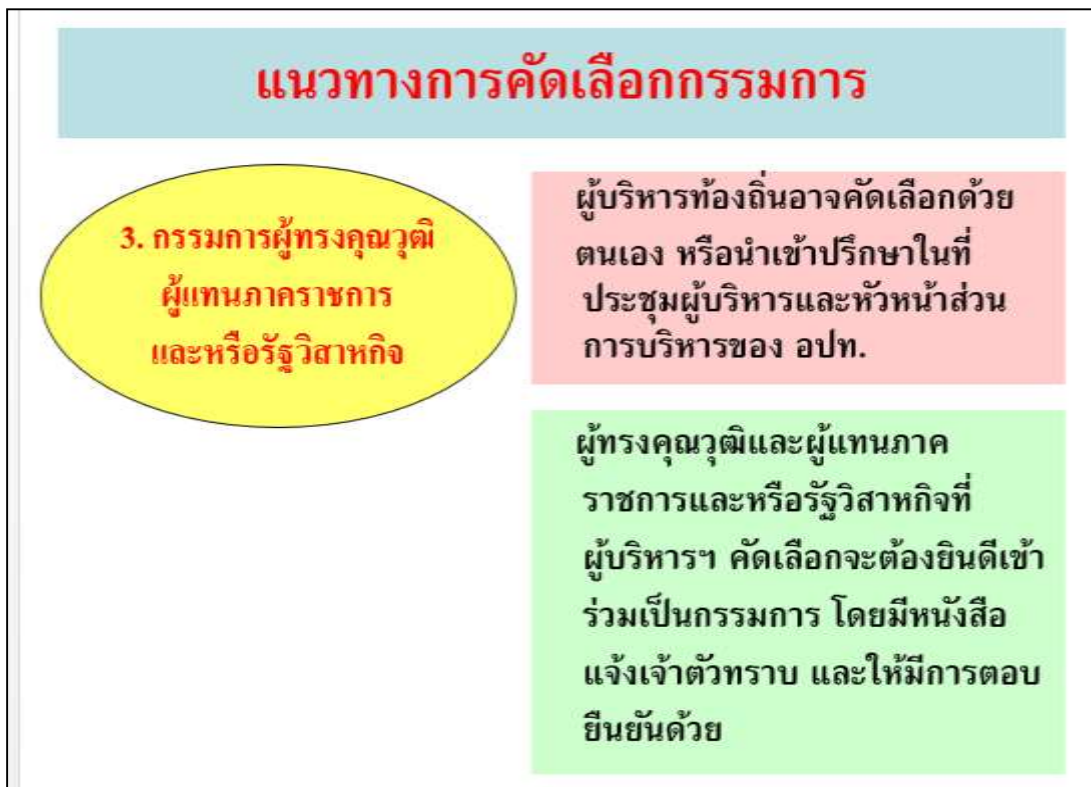 แนวทางการคัดเลือกกรรมการ
3. กรรมการผู้ทรงคุณวุฒิ
ผู้แทนภาคราชการ
และหรือรัฐวิสาหกิจ
ผู้บริหารท้องถิ่นอาจคัดเลือกด้วย
ตนเอง หรือนำเข้าปรึกษาในที่
ประชุมผู้บริหารและหัวหน้าส่วน
การบริหารของ อปท.
ผู้ทรงคุณวุฒิและผู้แทนภาค
ราชการและหรือรัฐวิสาหกิจที่
ผู้บริหารฯ คัดเลือกจะต้องยินดีเข้า
ร่วมเป็นกรรมการ โดยมีหนังสือ
แจ้งเจ้าตัวทราบ และให้มีการตอบ
ยืนยันด้วย